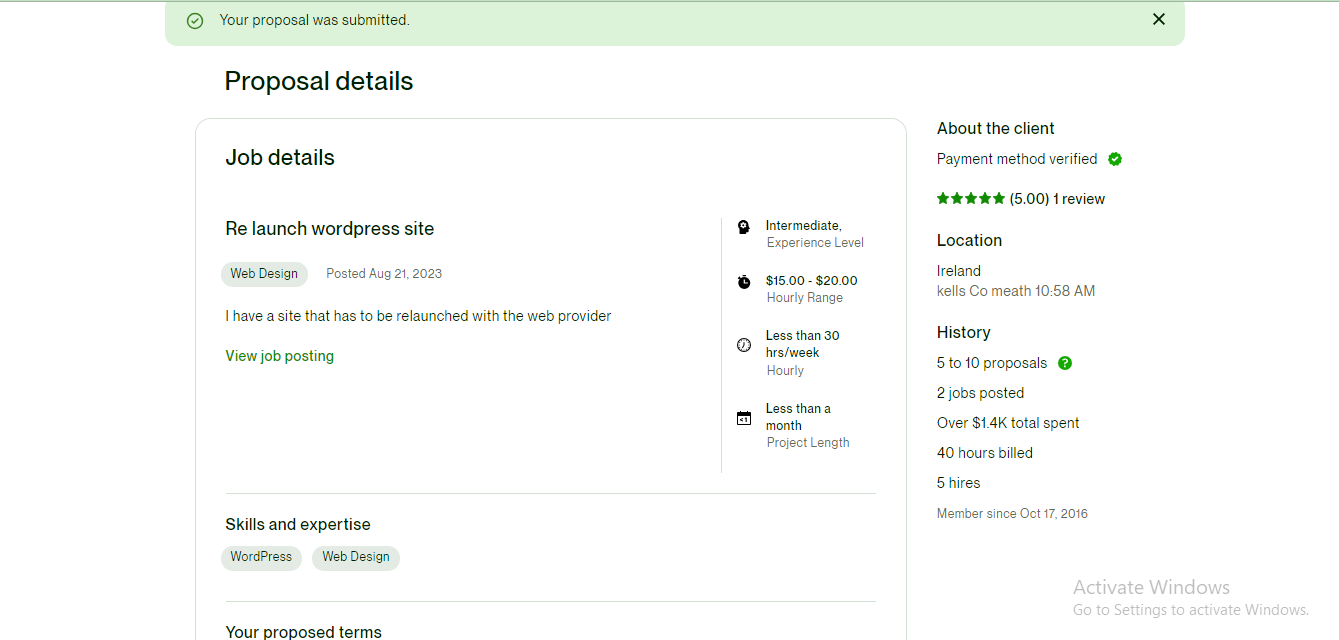 Your proposal was submitted.
Proposal details
Job details
Re launch wordpress site
Web Design
Posted Aug 21, 2023
I have a site that has to be relaunched with the web provider
View job posting
Intermediate,
Experience Level
$15.00 - $20.00
Hourly Range
Less than 30
hrs/week
Hourly
<1
Less than a
month
Project Length
Skills and expertise
WordPress
Web Design
Your proposed terms
About the client
Payment method verified
(5.00) 1 review
Location
Ireland
kells Co meath 10:58 AM
History
5 to 10 proposals ?
2 jobs posted
Over $1.4K total spent
40 hours billed
5 hires
Member since Oct 17, 2016
Activate Windows
Go to Settings to activate Windows.